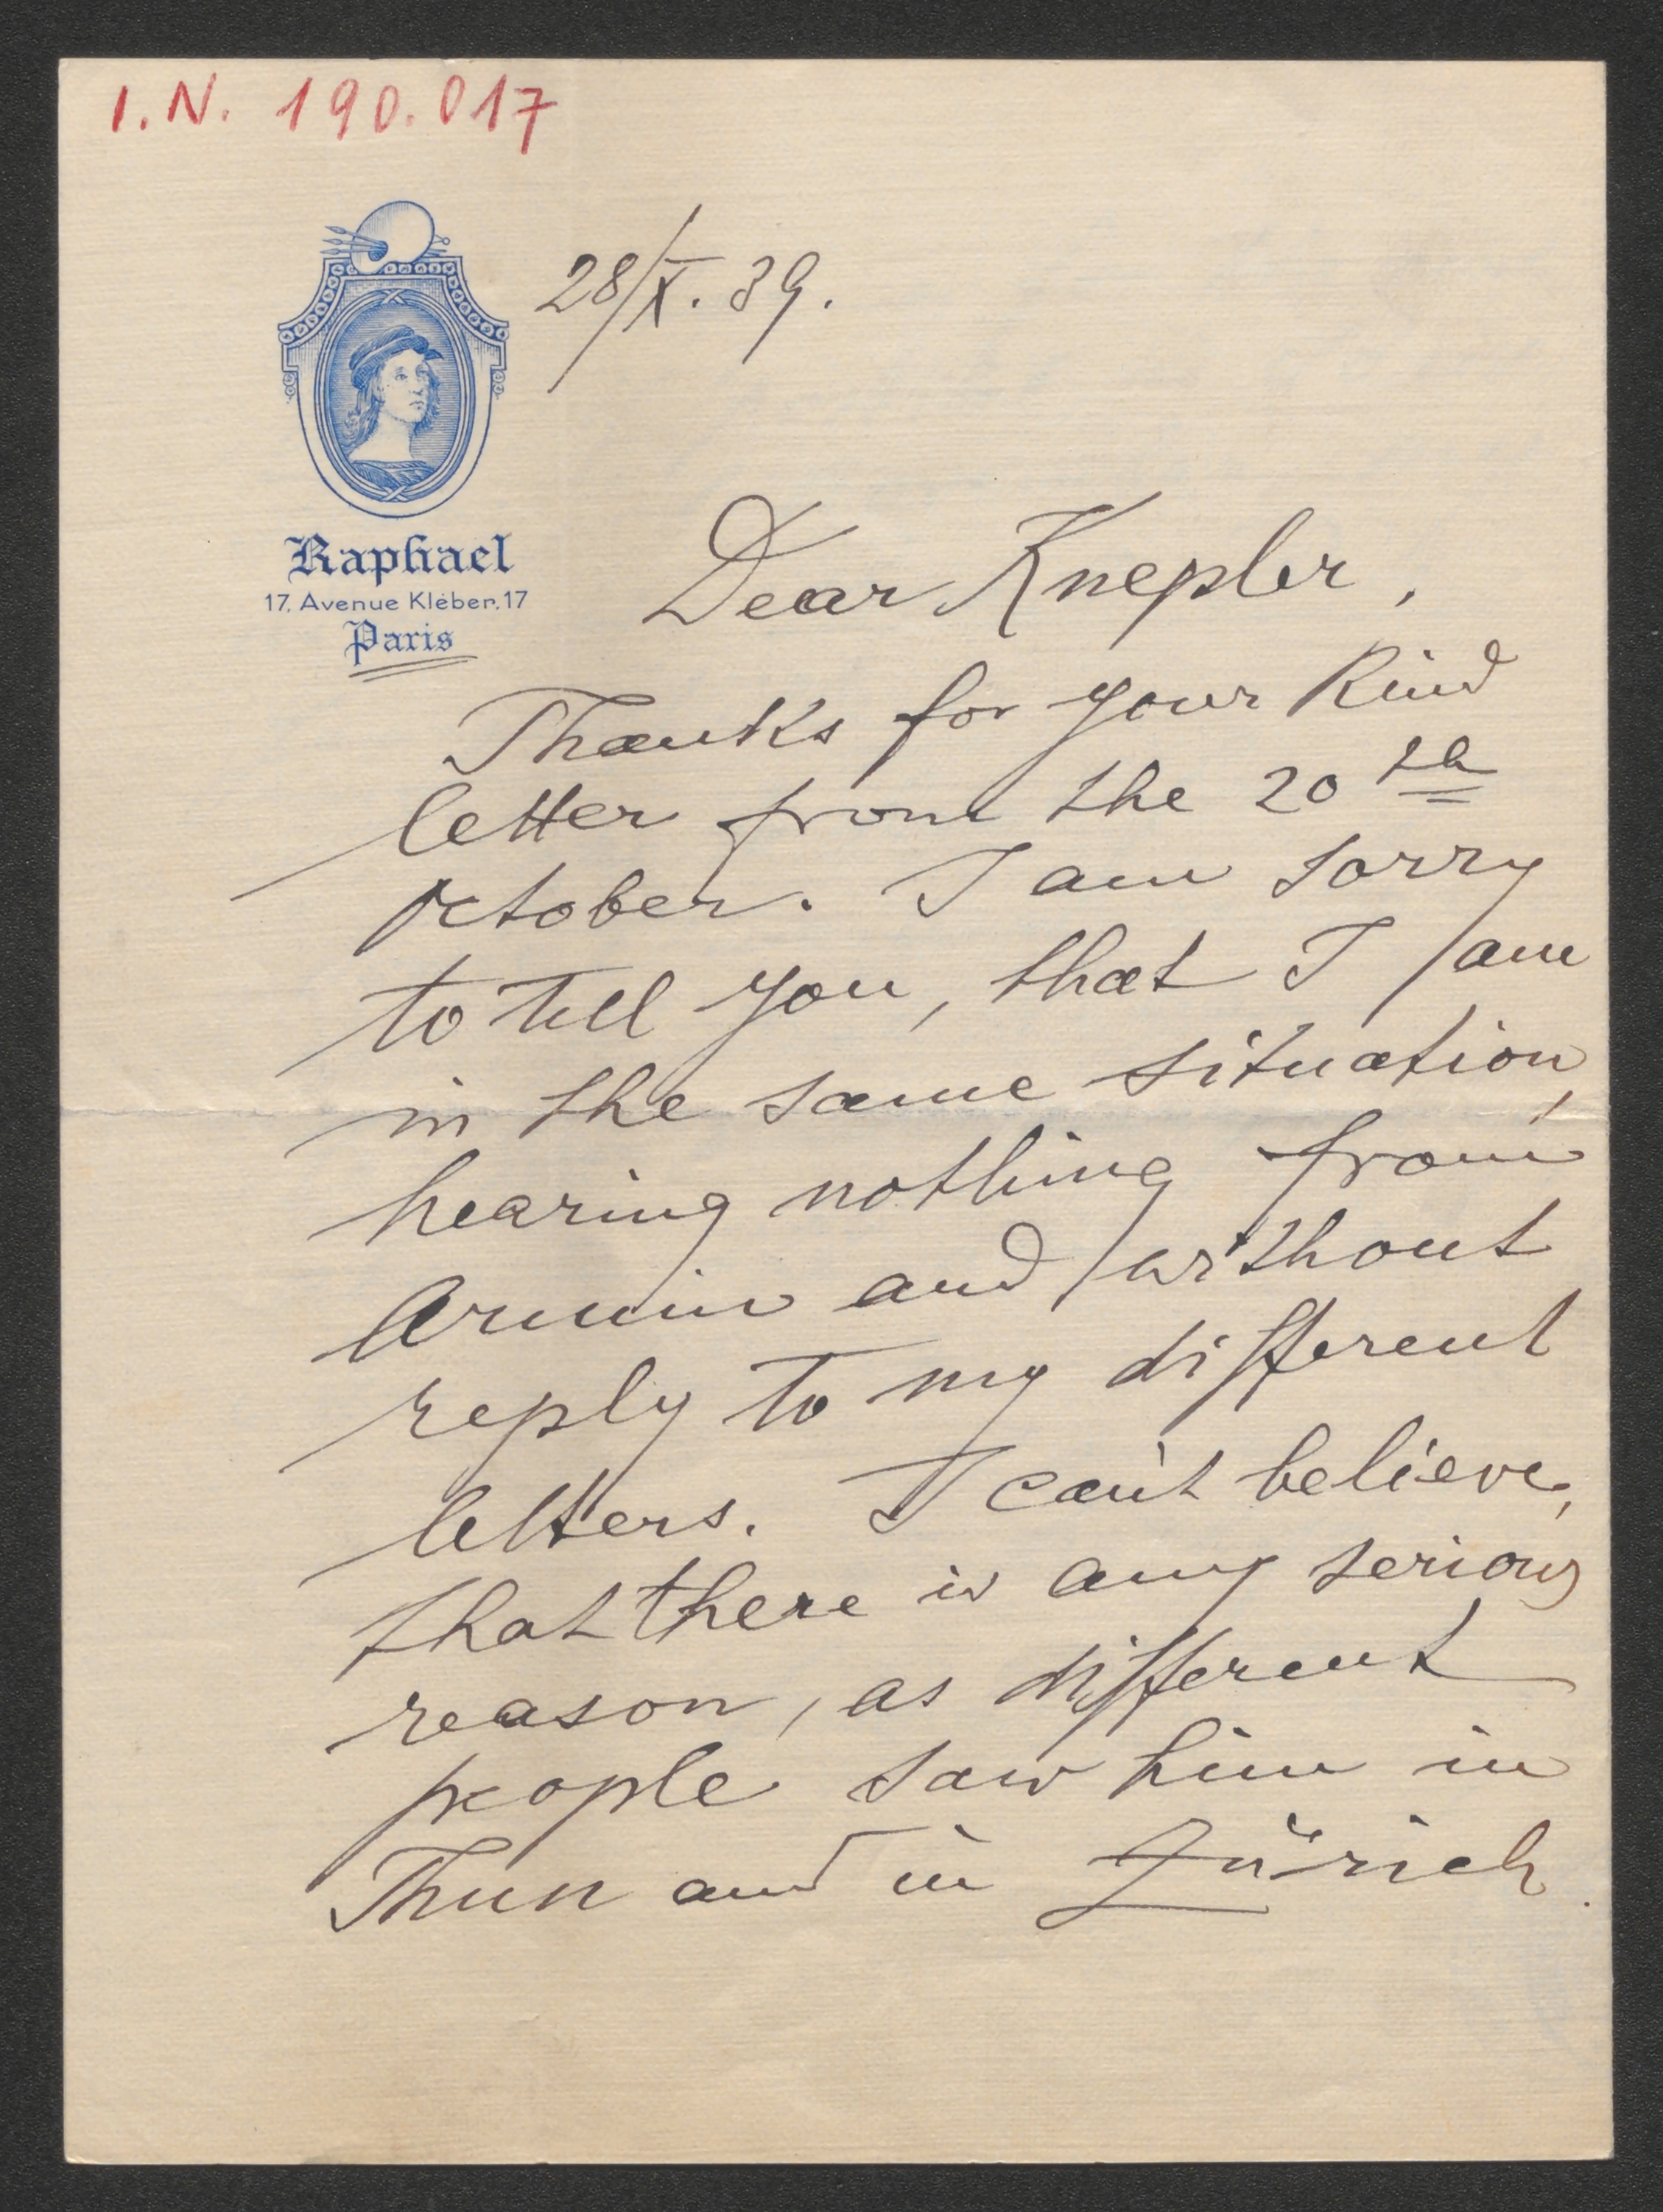 I.N. 190.017
28/X. 39.
Raphael
17. Avenue Kléber. 17
Paris
Dear Knepler,
Thanks for your kind
letter from the 20th
October. I am sorry
to tell you, that I am
in the same situation,
hearing nothing from
Armin and without
reply to my different
letters. I can't believe,
that there is any serious
reason, as different
people saw him in
Thun and in Zürich.